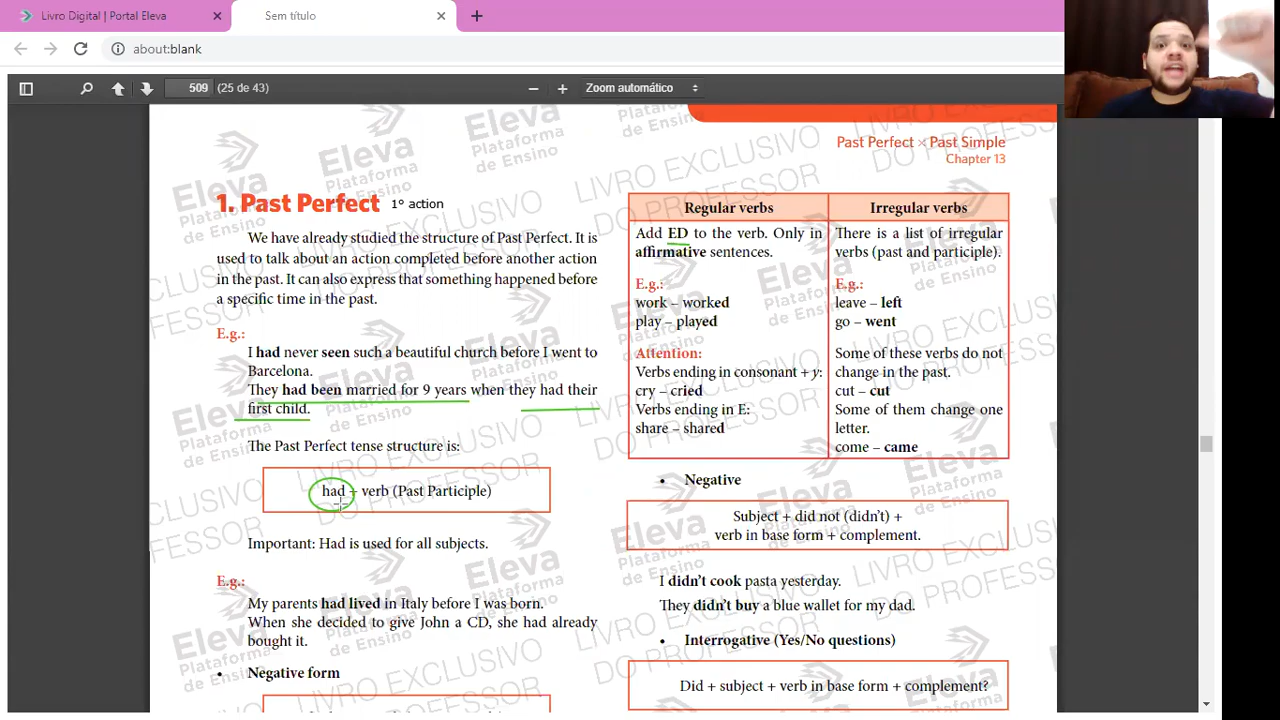 Livro Digital | Portal Eleva
Sem título
about:blank
509
(25 de 43)
Zoom automático
Past Perfect × Past Simple
Chapter 13
1. Past Perfect 1º action
We have already studied the structure of Past Perfect. It is
used to talk about an action completed before another action
in the past. It can also express that something happened before
a specific time in the past.
E.g.:
I had never seen such a beautiful church before I went to
Barcelona.
They had been married for 9 years when they had their
first child.
The Past Perfect tense structure is:
had + verb (Past Participle)
Important: Had is used for all subjects.
E.g.:
My parents had lived in Italy before I was born.
When she decided to give John a CD, she had already
bought it.
• Negative form
Regular verbs
Add ED to the verb. Only in
affirmative sentences.
E.g.:
work – worked
play – played
Attention:
Verbs ending in consonant + y:
cry – cried
Verbs ending in E:
share – shared
Irregular verbs
There is a list of irregular
verbs (past and participle).
E.g.:
leave – left
go – went
Some of these verbs do not
change in the past.
cut – cut
Some of them change one
letter.
come – came
• Negative
Subject + did not (didn't) +
verb in base form + complement.
I didn't cook pasta yesterday.
They didn't buy a blue wallet for my dad.
• Interrogative (Yes/No questions)
Did + subject + verb in base form + complement?
Eleva
Plataforma
de Ensino
LIVRO EXCLUSIVO
DO PROFESSOR